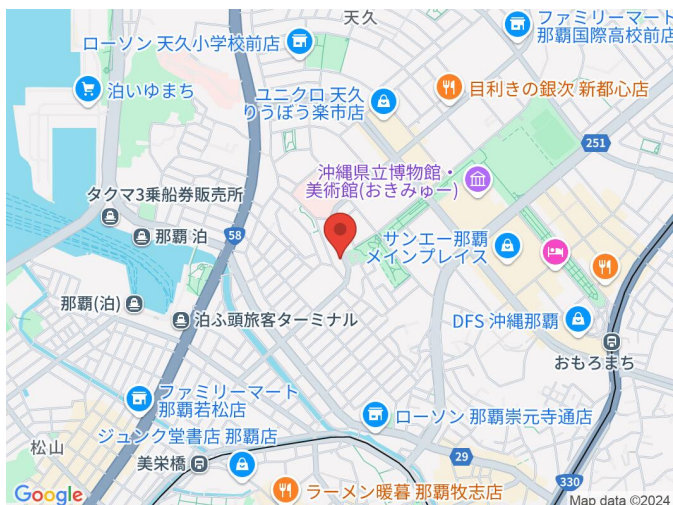 天久
ファミリーマート
那覇国際高校前店
ローソン 天久小学校前店
泊いゆまち
ユニクロ 天久
りうぼう楽市店
目利きの銀次 新都心店
251
沖縄県立博物館・
美術館(おきみゅー)
タクマ3乗船券販売所
那覇 泊
58
サンエー那覇
メインプレイス
那覇(泊)
泊ふ頭旅客ターミナル
DFS 沖縄那覇
おもろまち
ファミリーマート
那覇若松店
ローソン 那覇崇元寺通店
松山
ジュンク堂書店 那覇店
美栄橋
29
330
ラーメン暖暮 那覇牧志店
Google
Map data ©2024